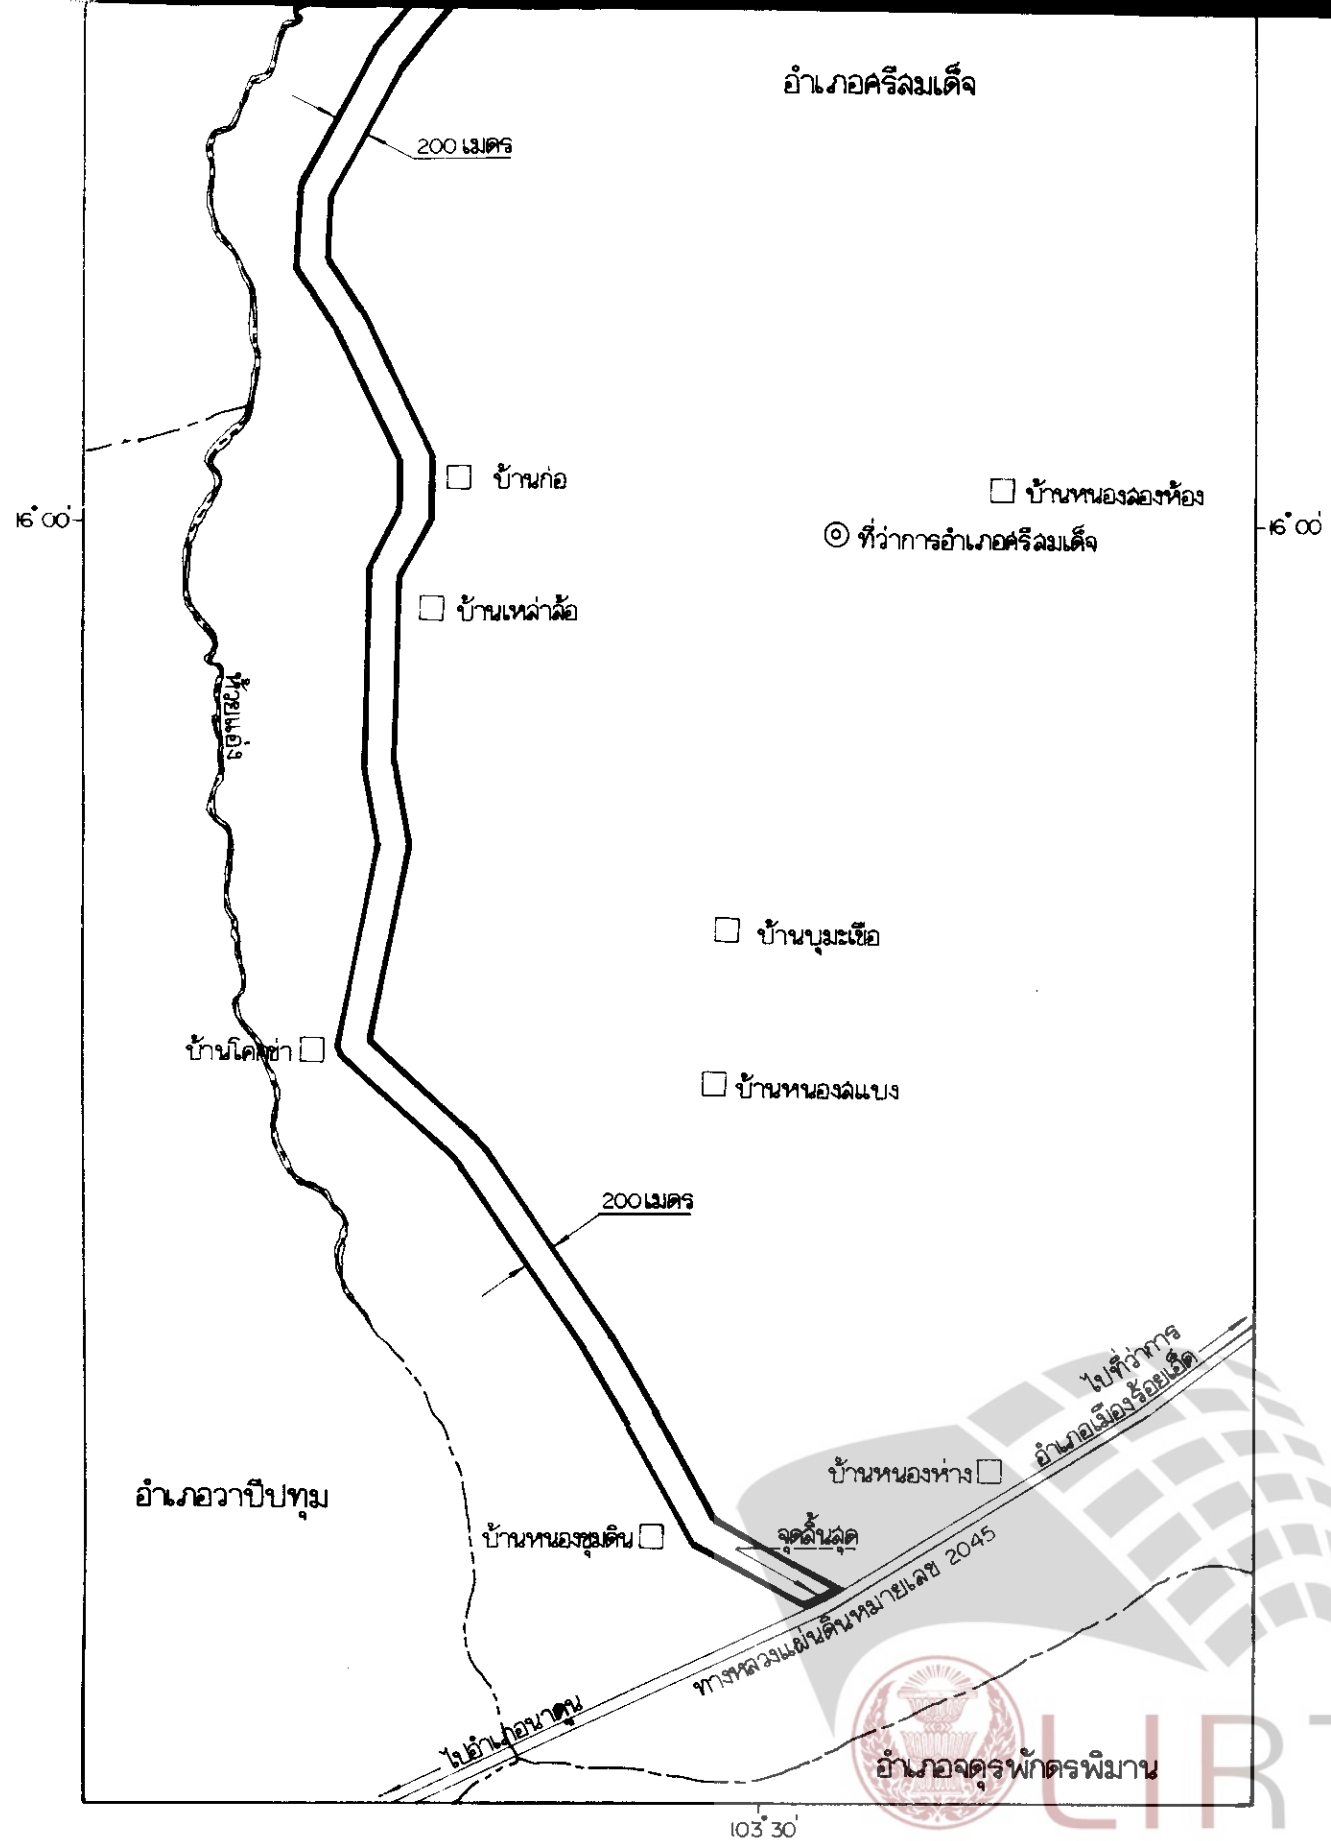 อำเภอศรีสมเด็จ
200 เมตร
บ้านก่อ
บ้านหนองสองห้อง
16° 00'
16° 00'
ที่ว่าการอำเภอศรีสมเด็จ
บ้านเหล่าล้อ
ห้วยแอ่ง
บ้านบุมะเขือ
บ้านโคกข่า
บ้านหนองสแบง
200 เมตร
ไปที่ว่าการ
อำเภอเมืองร้อยเอ็ด
บ้านหนองห่าง
อำเภอวาปีปทุม
บ้านหนองขุมดิน
จุดสิ้นสุด
ทางหลวงแผ่นดินหมายเลข 2045
ไปอำเภอนาดูน
อำเภอจตุรพักตรพิมาน
LIRT
103° 30'